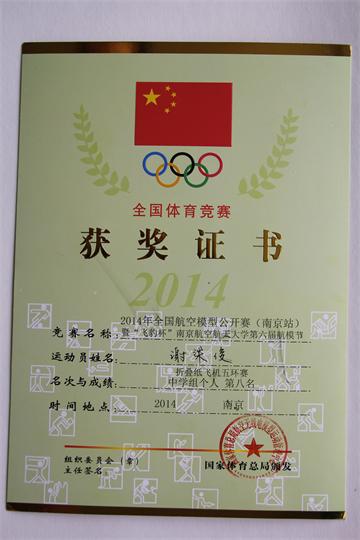 全国体育竞赛
获奖证书
2014
2014年全国航空模型公开赛（南京站）
竞赛名称：暨“飞豹杯”南京航空航天大学第六届航模节
运动员姓名：谢 俊
折叠纸飞机五环赛
名次与成绩：中学组个人 第八名
时间地点：2014 南京
组织委员会（章）
主任签名
国家体育总局颁发